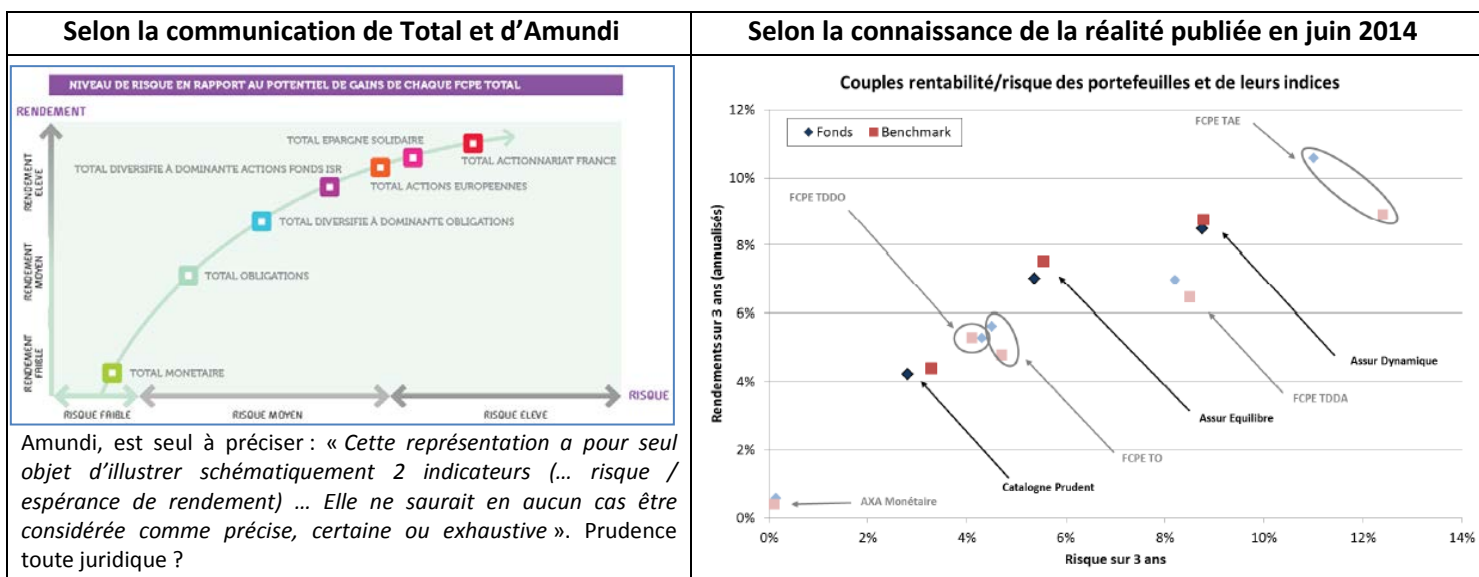 Selon la communication de Total et d’Amundi
NIVEAU DE RISQUE EN RAPPORT AU POTENTIEL DE GAINS DE CHAQUE FCPE TOTAL
RENDEMENT
RENDEMENT
ELEVE
RENDEMENT
MOYEN
RENDEMENT
FAIBLE
TOTAL EPARGNE SOLIDAIRE
TOTAL ACTIONNARIAT FRANCE
TOTAL DIVERSIFIÉ À DOMINANTE ACTIONS FONDS ISR
TOTAL ACTIONS EUROPEENNES
TOTAL DIVERSIFIÉ À DOMINANTE OBLIGATIONS
TOTAL OBLIGATIONS
TOTAL MONETAIRE
RISQUE
RISQUE FAIBLE
RISQUE MOYEN
RISQUE ELEVE
Amundi, est seul à préciser : « Cette représentation a pour seul
objet d’illustrer schématiquement 2 indicateurs (… risque /
espérance de rendement) … Elle ne saurait en aucun cas être
considérée comme précise, certaine ou exhaustive ». Prudence
toute juridique ?
Selon la connaissance de la réalité publiée en juin 2014
Couples rentabilité/risque des portefeuilles et de leurs indices
Fonds
Benchmark
FCPE TAE
FCPE TDDO
Assur Dynamique
FCPE TDDA
Assur Equilibre
FCPE TO
Catalogne Prudent
AXA Monétaire
Rendements sur 3 ans (annualisés)
12%
10%
8%
6%
4%
2%
0%
0%
2%
4%
6%
8%
10%
12%
14%
Risque sur 3 ans